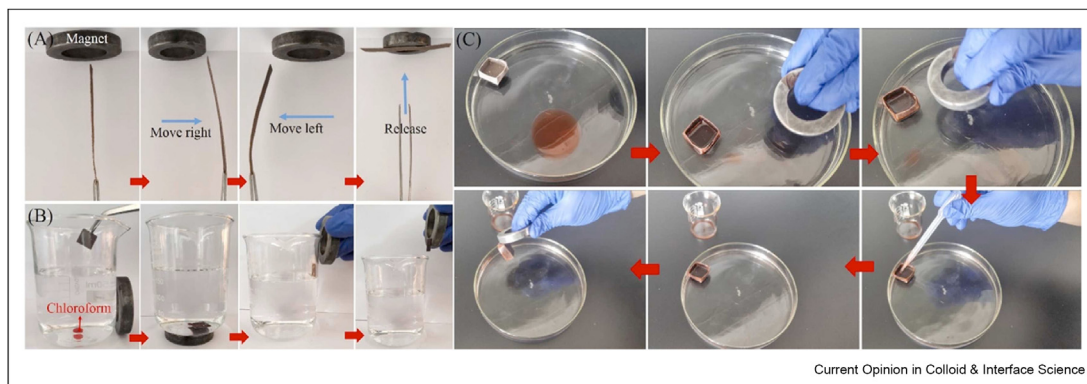 (A)
Magnet
Move right
Move left
Release
(B)
Chloroform
(C)
Current Opinion in Colloid & Interface Science